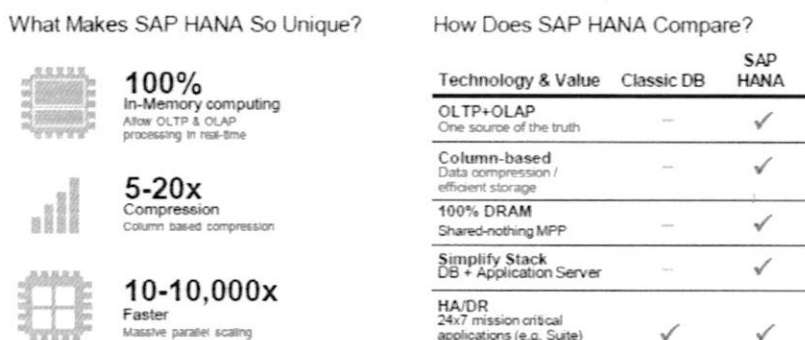 What Makes SAP HANA So Unique?
100%
In-Memory computing
Allow OLTP & OLAP
processing in real-time
5-20x
Compression
Column based compression
10-10,000x
Faster
Massive parallel scaling
How Does SAP HANA Compare?
Technology & Value Classic DB SAP HANA
OLTP+OLAP
One source of the truth
— ✓
Column-based
Data compression /
efficient storage
— ✓
100% DRAM
Shared-nothing MPP
— ✓
Simplify Stack
DB + Application Server
— ✓
HA/DR
24x7 mission critical
applications (e.g. Suite)
✓ ✓